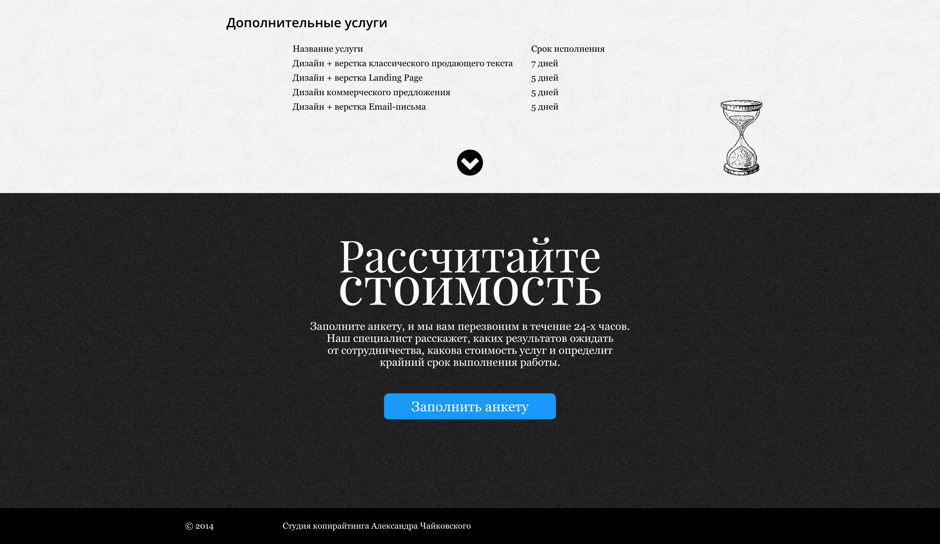 Дополнительные услуги
Название услуги Срок исполнения
Дизайн + верстка классического продающего текста 7 дней
Дизайн + верстка Landing Page 5 дней
Дизайн коммерческого предложения 5 дней
Дизайн + верстка Email-письма 5 дней
Рассчитайте
стоимость
Заполните анкету, и мы вам перезвоним в течение 24-х часов.
Наш специалист расскажет, каких результатов ожидать
от сотрудничества, какова стоимость услуг и определит
крайний срок выполнения работы.
Заполнить анкету
© 2014 Студия копирайтинга Александра Чайковского